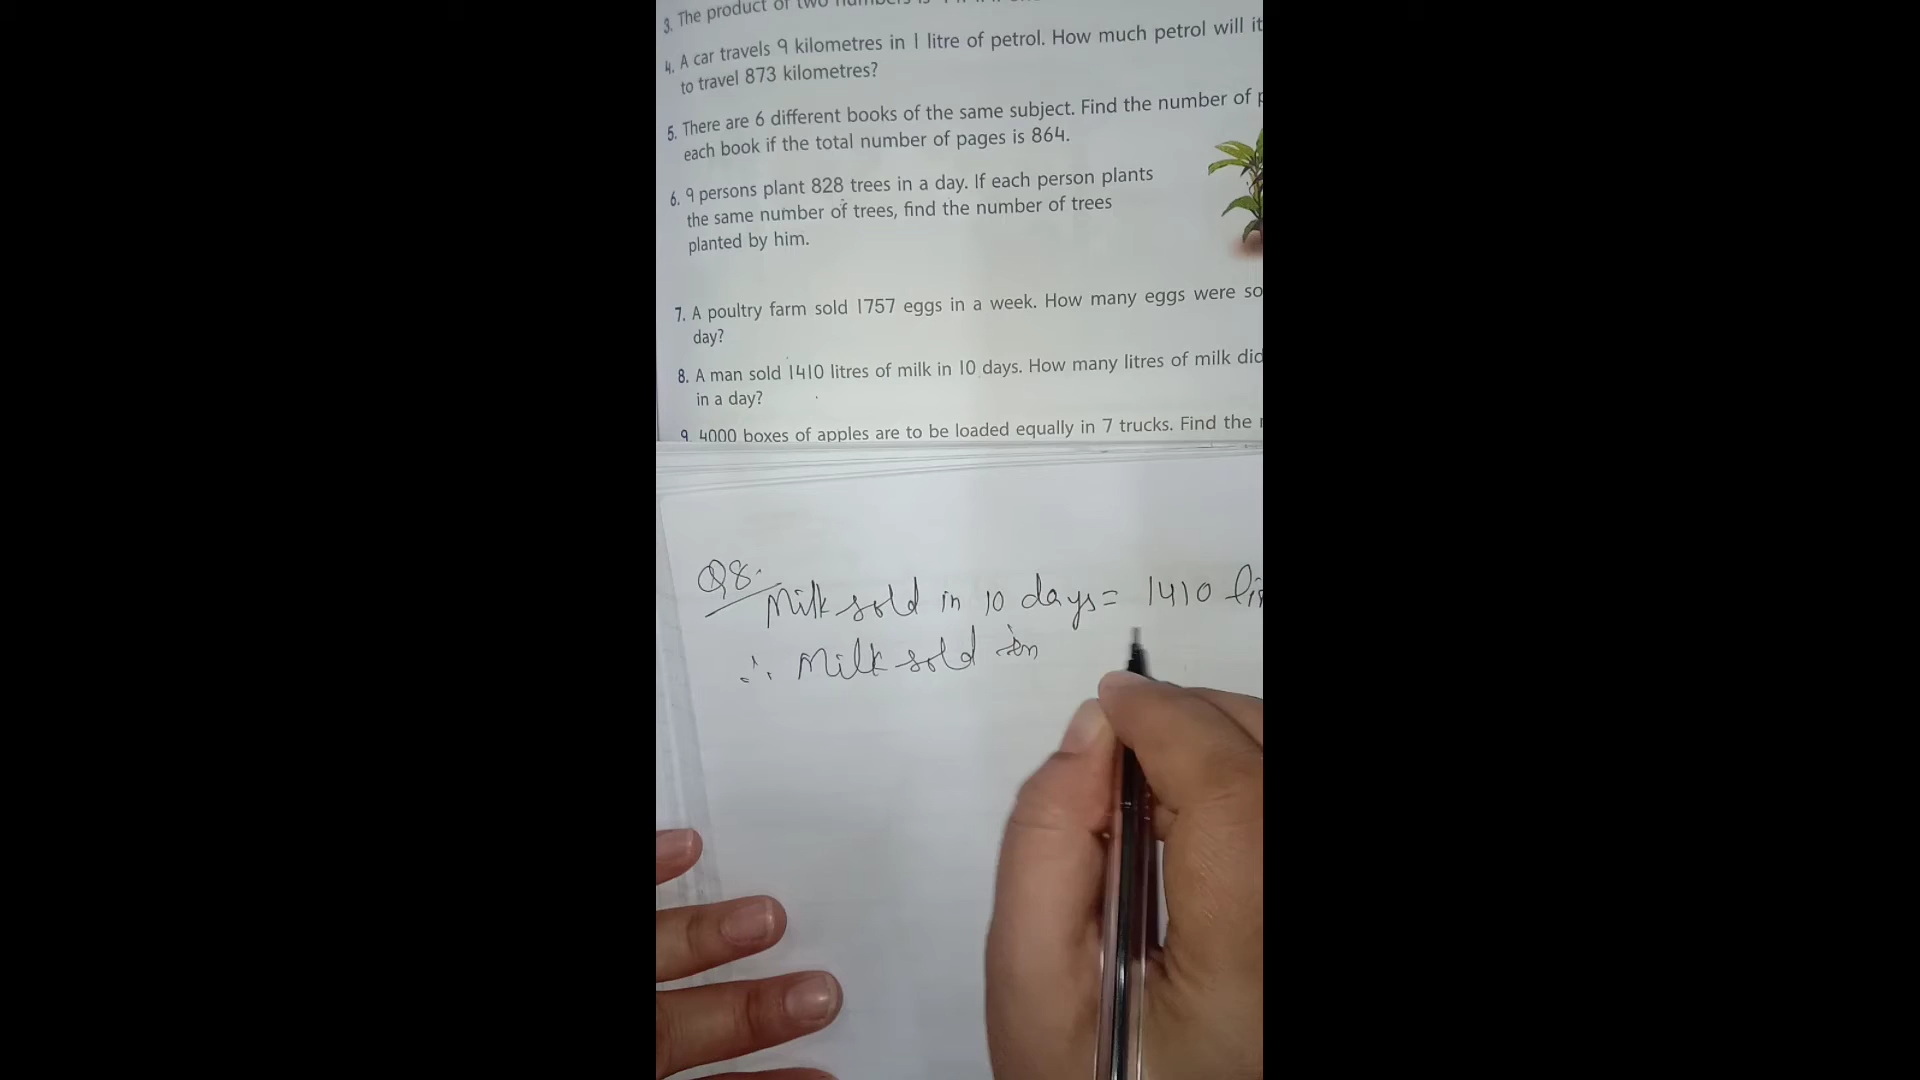 3. The product of two numbers is
4. A car travels 9 kilometres in 1 litre of petrol. How much petrol will it
to travel 873 kilometres?
5. There are 6 different books of the same subject. Find the number of
each book if the total number of pages is 864.
6. 9 persons plant 828 trees in a day. If each person plants
the same number of trees, find the number of trees
planted by him.
7. A poultry farm sold 1757 eggs in a week. How many eggs were so
day?
8. A man sold 1410 litres of milk in 10 days. How many litres of milk did
in a day?
9. 4000 boxes of apples are to be loaded equally in 7 trucks. Find the
Q8.
Milk sold in 10 days = 1410 li
∴ Milk sold in